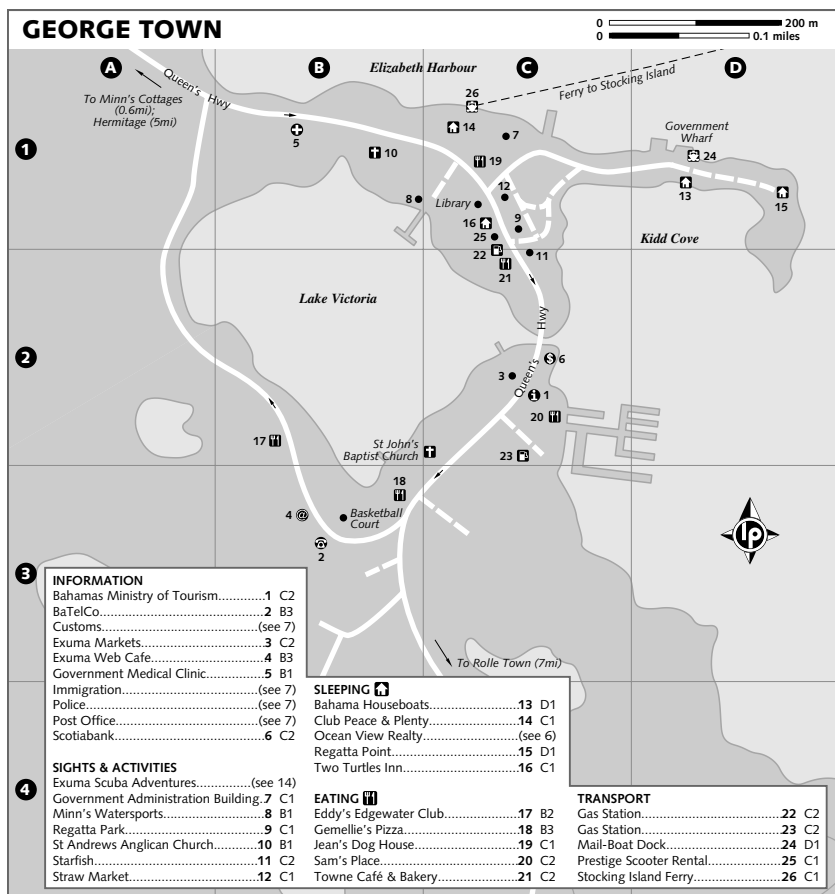 GEORGE TOWN
0 200 m
0 0.1 miles
A B C D
Elizabeth Harbour
Queen's Hwy
To Minn's Cottages
(0.6mi);
Hermitage (5mi)
26
Ferry to Stocking Island
14
7
Government
Wharf
24
1
5
10
19
12
8
Library
13
15
16
9
25
Kidd Cove
22
11
21
Lake Victoria
Queen's Hwy
2
6
3
1
20
17
St John's
Baptist Church
23
18
4
Basketball
Court
2
lp
3
To Rolle Town (7mi)
4
INFORMATION
Bahamas Ministry of Tourism.............1 C2
BaTelCo...............................................2 B3
Customs.......................................(see 7)
Exuma Markets...................................3 C2
Exuma Web Cafe................................4 B3
Government Medical Clinic................5 B1
Immigration..................................(see 7)
Police............................................(see 7)
Post Office....................................(see 7)
Scotiabank..........................................6 C2
SIGHTS & ACTIVITIES
Exuma Scuba Adventures............(see 14)
Government Administration Building.7 C1
Minn's Watersports............................8 B1
Regatta Park.......................................9 C1
St Andrews Anglican Church............10 B1
Starfish.............................................11 C2
Straw Market....................................12 C1
SLEEPING
Bahama Houseboats.........................13 D1
Club Peace & Plenty.........................14 C1
Ocean View Realty........................(see 6)
Regatta Point....................................15 D1
Two Turtles Inn................................16 C1
EATING
Eddy's Edgewater Club.....................17 B2
Gemellie's Pizza................................18 B3
Jean's Dog House..............................19 C1
Sam's Place.......................................20 C2
Towne Café & Bakery.......................21 C2
TRANSPORT
Gas Station.......................................22 C2
Gas Station.......................................23 C2
Mail-Boat Dock.................................24 D1
Prestige Scooter Rental.....................25 C1
Stocking Island Ferry........................26 C1